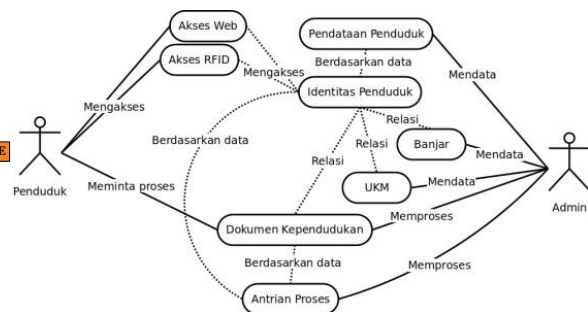 Akses Web
Pendataan Penduduk
Akses RFID
Berdasarkan data
Mengakses
Mendata
Identitas Penduduk
Mengakses
Relasi
E
Berdasarkan data
Banjar
Relasi
Mendata
Relasi
Penduduk
Meminta proses
UKM
Mendata
Admin
Dokumen Kependudukan
Memproses
Berdasarkan data
Memproses
Antrian Proses